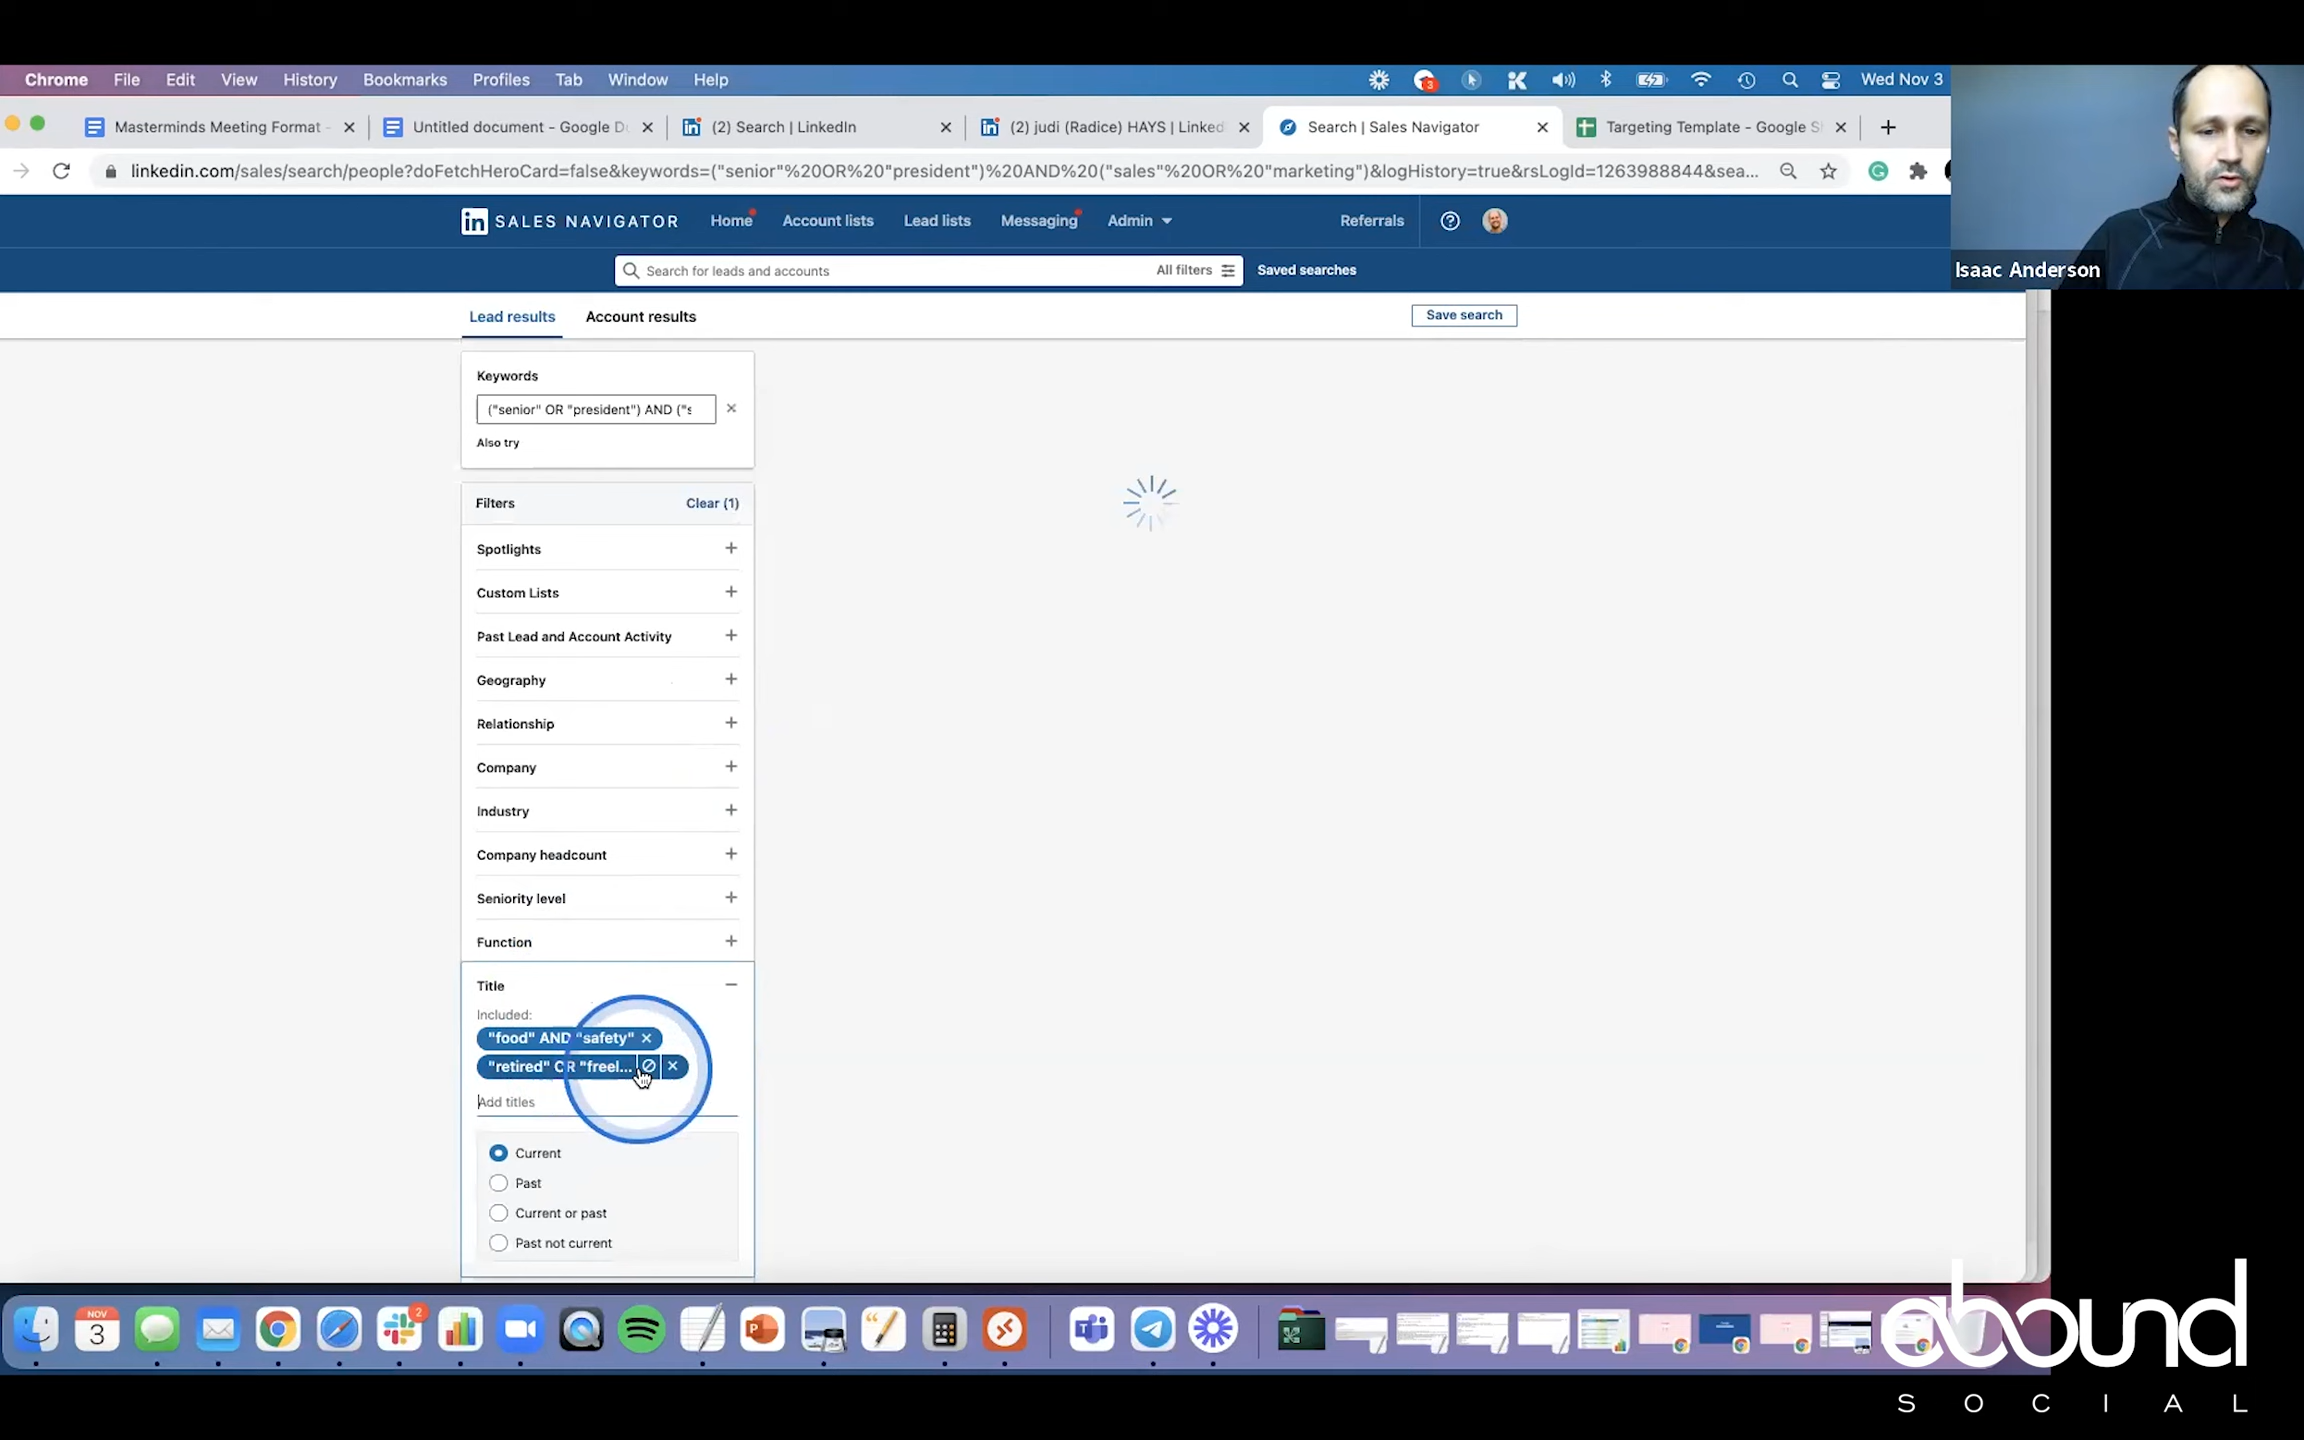 Chrome File Edit View History Bookmarks Profiles Tab Window Help
3
Wed Nov 3
Masterminds Meeting Format -
Untitled document - Google D
(2) Search | LinkedIn
(2) judi (Radice) HAYS | Linked
Search | Sales Navigator
Targeting Template - Google S
linkedin.com/sales/search/people?doFetchHeroCard=false&keywords=("senior"%20OR%20"president")%20AND%20("sales"%20OR%20"marketing")&logHistory=true&rsLogId=1263988844&sea...
in SALES NAVIGATOR Home Account lists Lead lists Messaging Admin Referrals
Isaac Anderson
Search for leads and accounts All filters Saved searches
Lead results Account results Save search
Keywords
("senior" OR "president") AND ("s
Also try
Filters Clear (1)
Spotlights
Custom Lists
Past Lead and Account Activity
Geography
Relationship
Company
Industry
Company headcount
Seniority level
Function
Title
Included:
"food" AND "safety"
"retired" OR "freel...
Add titles
Current
Past
Current or past
Past not current
NOV
3
2
abound
SOCIAL